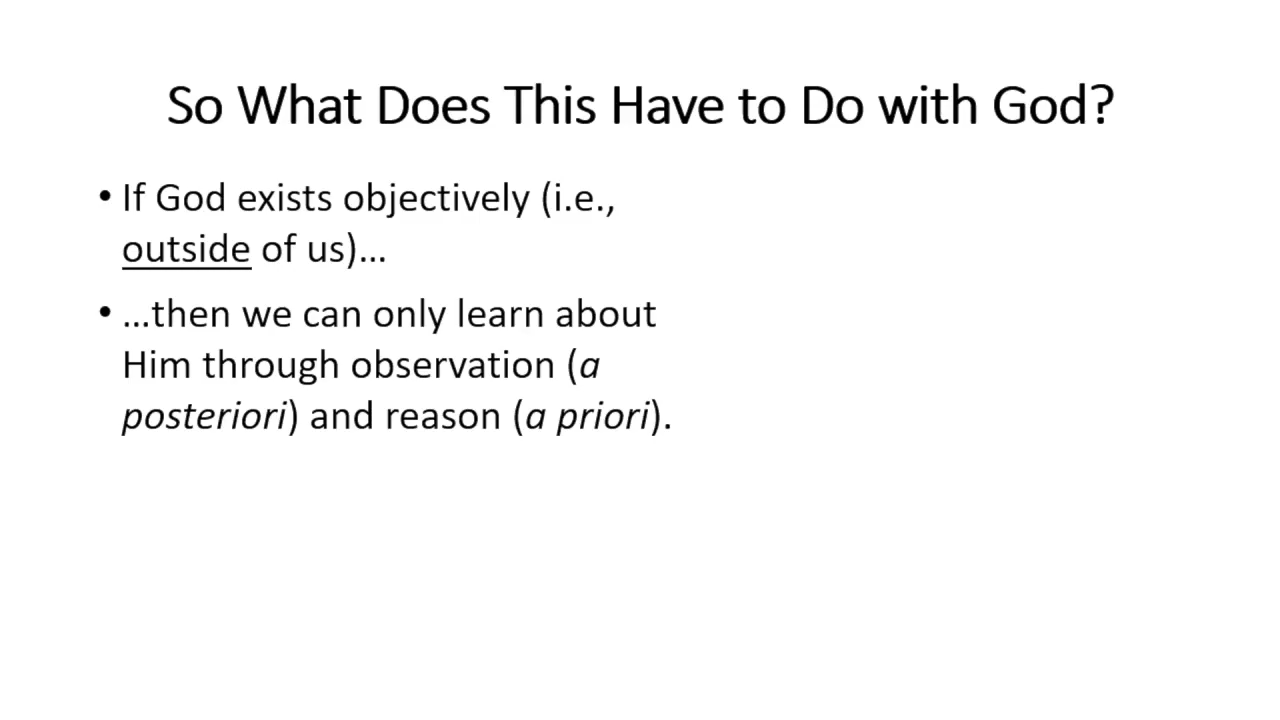 So What Does This Have to Do with God?
• If God exists objectively (i.e.,
outside of us)…
• …then we can only learn about
Him through observation (a
posteriori) and reason (a priori).